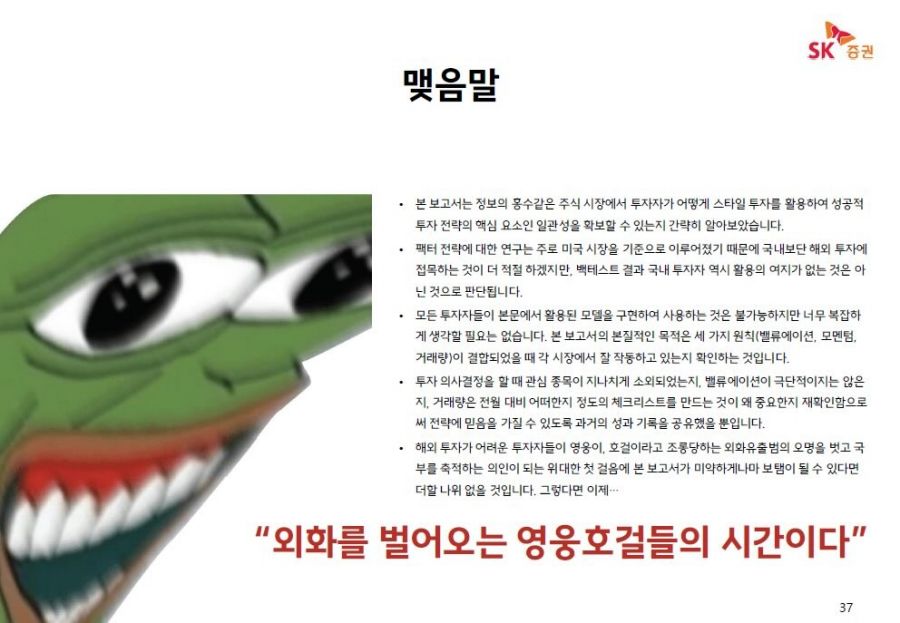 SK 증권
맺음말
• 본 보고서는 정보의 홍수같은 주식 시장에서 투자자가 어떻게 스타일 투자를 활용하여 성공적
투자 전략의 핵심 요소인 일관성을 확보할 수 있는지 간략히 알아보았습니다.
• 팩터 전략에 대한 연구는 주로 미국 시장을 기준으로 이루어졌기 때문에 국내보단 해외 투자에
접목하는 것이 더 적절 하겠지만, 백테스트 결과 국내 투자자 역시 활용의 여지가 없는 것은 아
닌 것으로 판단됩니다.
• 모든 투자자들이 본문에서 활용된 모델을 구현하여 사용하는 것은 불가능하지만 너무 복잡하
게 생각할 필요는 없습니다. 본 보고서의 본질적인 목적은 세 가지 원칙(밸류에이션, 모멘텀,
거래량)이 결합되었을 때 각 시장에서 잘 작동하고 있는지 확인하는 것입니다.
• 투자 의사결정을 할 때 관심 종목이 지나치게 소외되었는지, 밸류에이션이 극단적이지는 않은
지, 거래량은 전월 대비 어떠한지 정도의 체크리스트를 만드는 것이 왜 중요한지 재확인함으로
써 전략에 믿음을 가질 수 있도록 과거의 성과 기록을 공유했을 뿐입니다.
• 해외 투자가 어려운 투자자들이 영웅이, 호걸이라고 조롱당하는 외화유출범의 오명을 벗고 국
부를 축적하는 의인이 되는 위대한 첫 걸음에 본 보고서가 미약하게나마 보탬이 될 수 있다면
더할 나위 없을 것입니다. 그렇다면 이제…
“외화를 벌어오는 영웅호걸들의 시간이다”
37